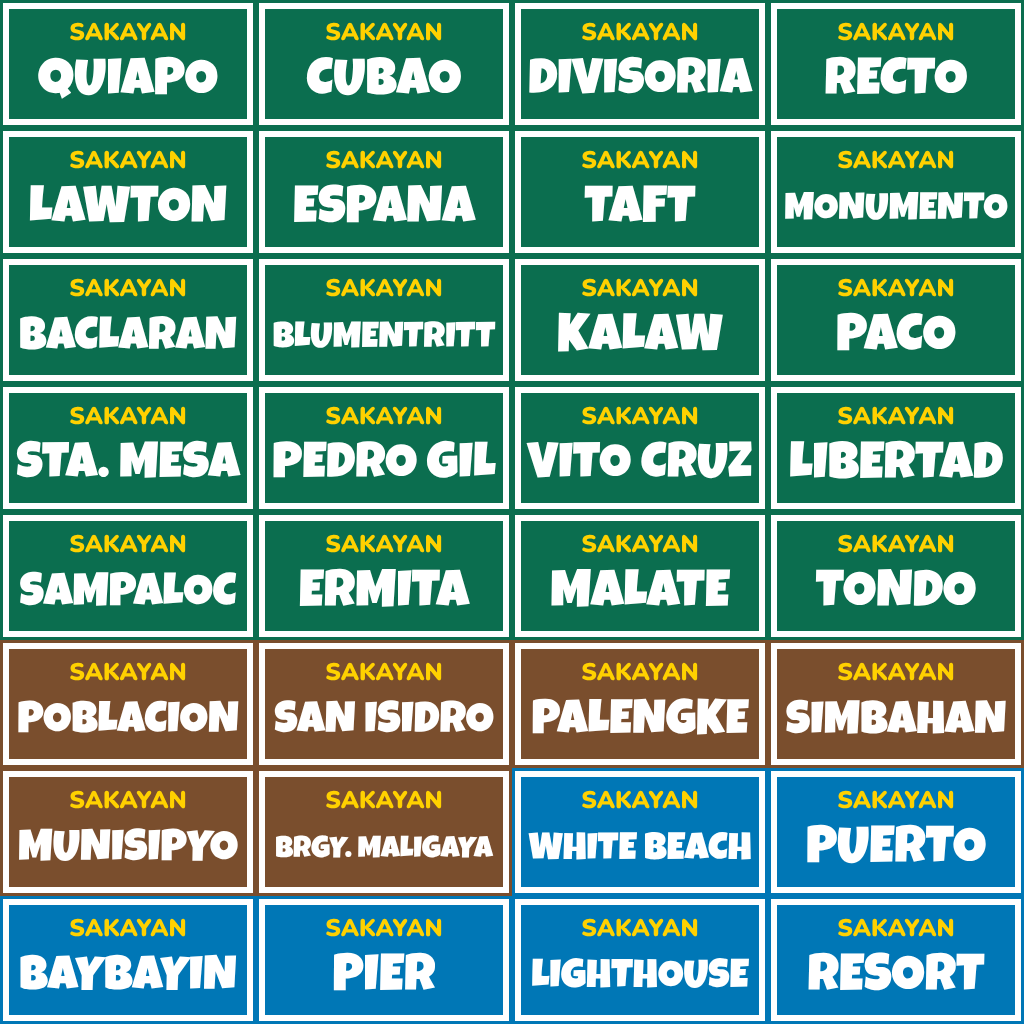 SAKAYAN
QUIAPO
SAKAYAN
CUBAO
SAKAYAN
DIVISORIA
SAKAYAN
RECTO
SAKAYAN
LAWTON
SAKAYAN
ESPANA
SAKAYAN
TAFT
SAKAYAN
MONUMENTO
SAKAYAN
BACLARAN
SAKAYAN
BLUMENTRITT
SAKAYAN
KALAW
SAKAYAN
PACO
SAKAYAN
STA. MESA
SAKAYAN
PEDRO GIL
SAKAYAN
VITO CRUZ
SAKAYAN
LIBERTAD
SAKAYAN
SAMPALOC
SAKAYAN
ERMITA
SAKAYAN
MALATE
SAKAYAN
TONDO
SAKAYAN
POBLACION
SAKAYAN
SAN ISIDRO
SAKAYAN
PALENGKE
SAKAYAN
SIMBAHAN
SAKAYAN
MUNISIPYO
SAKAYAN
BRGY. MALIGAYA
SAKAYAN
WHITE BEACH
SAKAYAN
PUERTO
SAKAYAN
BAYBAYIN
SAKAYAN
PIER
SAKAYAN
LIGHTHOUSE
SAKAYAN
RESORT